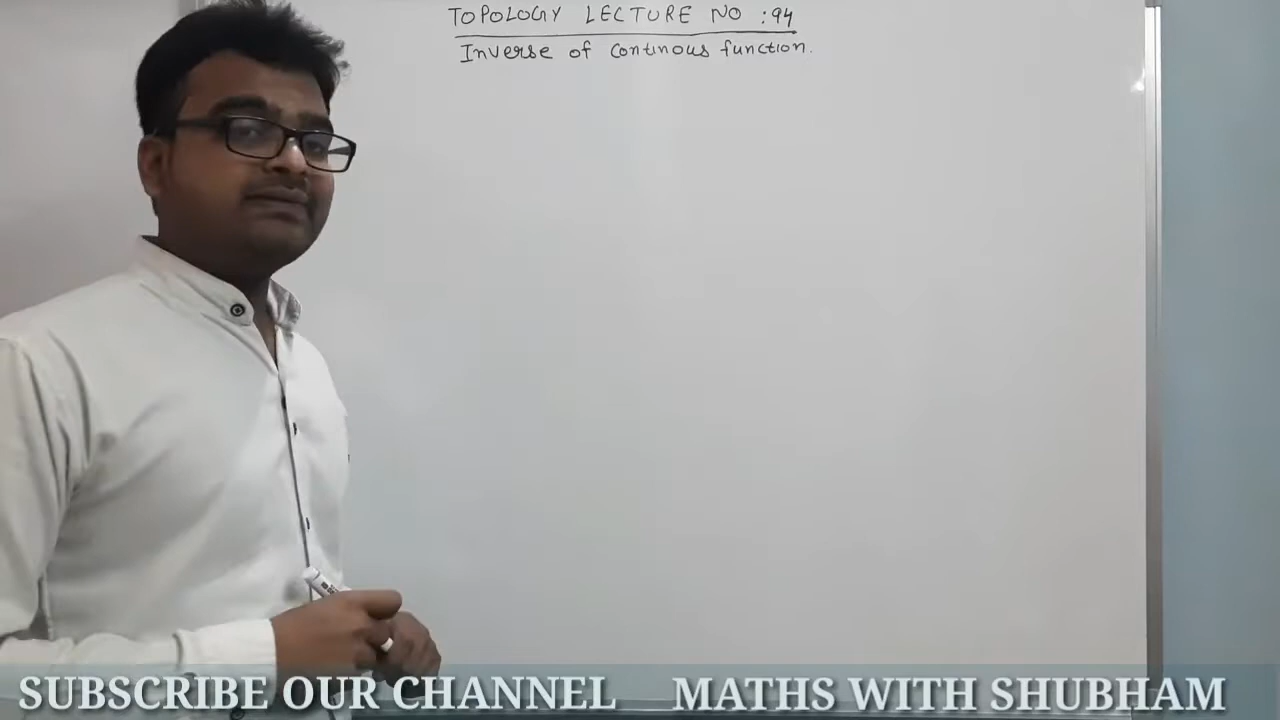 TOPOLOGY LECTURE NO :94
Inverse of continous function.
SUBSCRIBE OUR CHANNEL MATHS WITH SHUBHAM